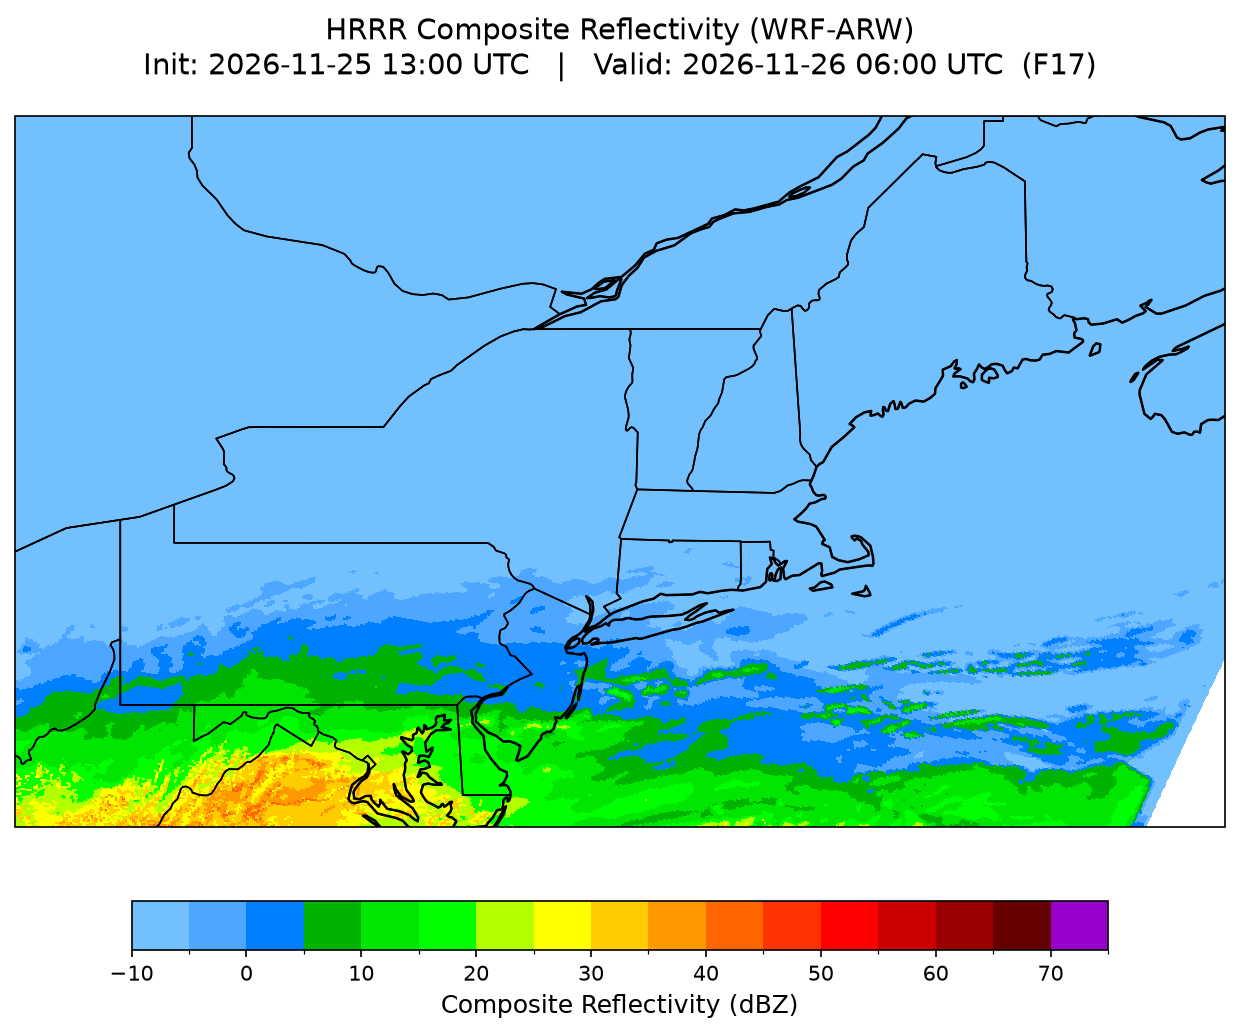 HRRR Composite Reflectivity (WRF-ARW)
Init: 2026-11-25 13:00 UTC | Valid: 2026-11-26 06:00 UTC (F17)
−10 0 10 20 30 40 50 60 70
Composite Reflectivity (dBZ)